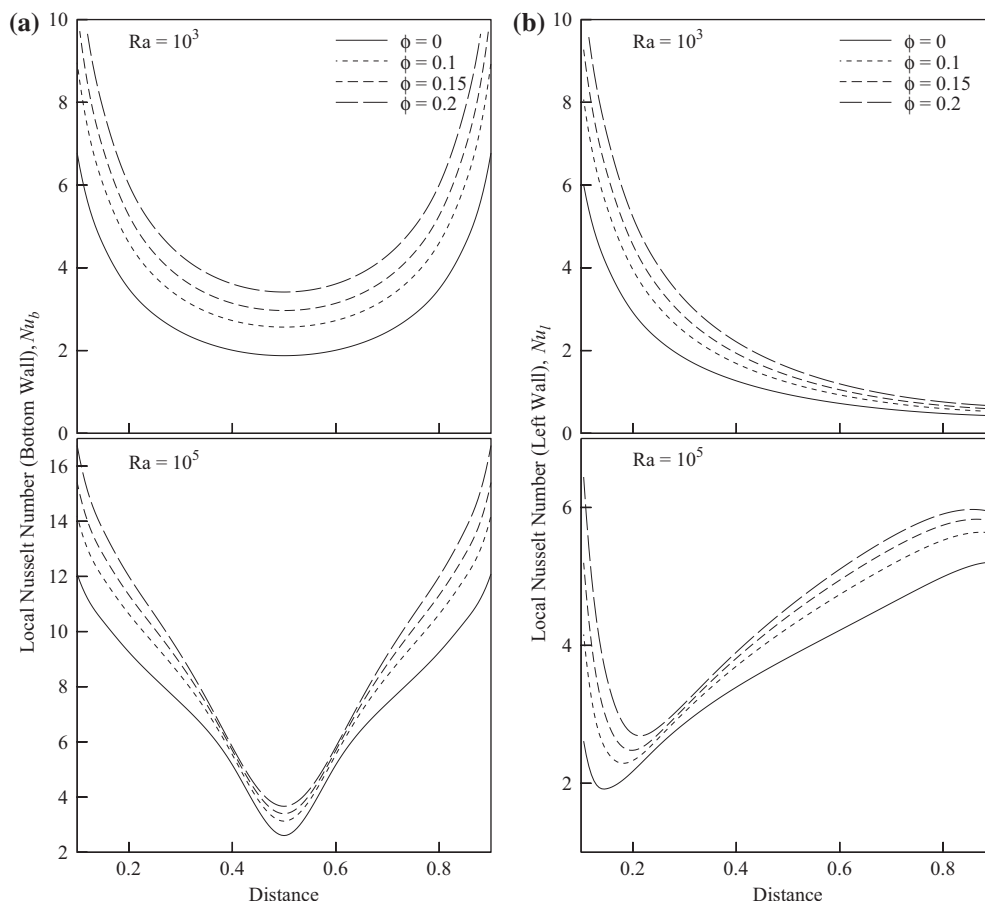 (a)
Ra = 10³
ϕ = 0
ϕ = 0.1
ϕ = 0.15
ϕ = 0.2
10
8
6
4
2
0
Ra = 10⁵
16
14
12
10
8
6
4
2
0.2 0.4 0.6 0.8
Distance
Local Nusselt Number (Bottom Wall), Nu_b
(b)
Ra = 10³
ϕ = 0
ϕ = 0.1
ϕ = 0.15
ϕ = 0.2
10
8
6
4
2
0
Ra = 10⁵
6
4
2
0.2 0.4 0.6 0.8
Distance
Local Nusselt Number (Left Wall), Nu_l